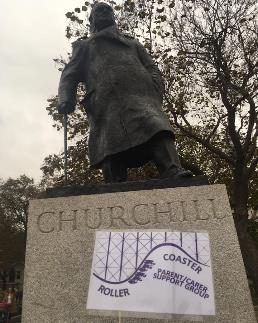 CHURCHILL
COASTER
ROLLER
PARENT/CARER
SUPPORT GROUP